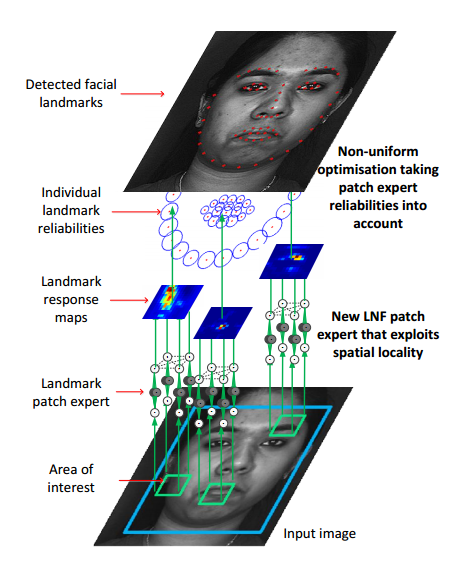 Detected facial
landmarks
Non-uniform
optimisation taking
patch expert
reliabilities into
account
Individual
landmark
reliabilities
Landmark
response
maps
New LNF patch
expert that exploits
spatial locality
Landmark
patch expert
Area of
interest
Input image